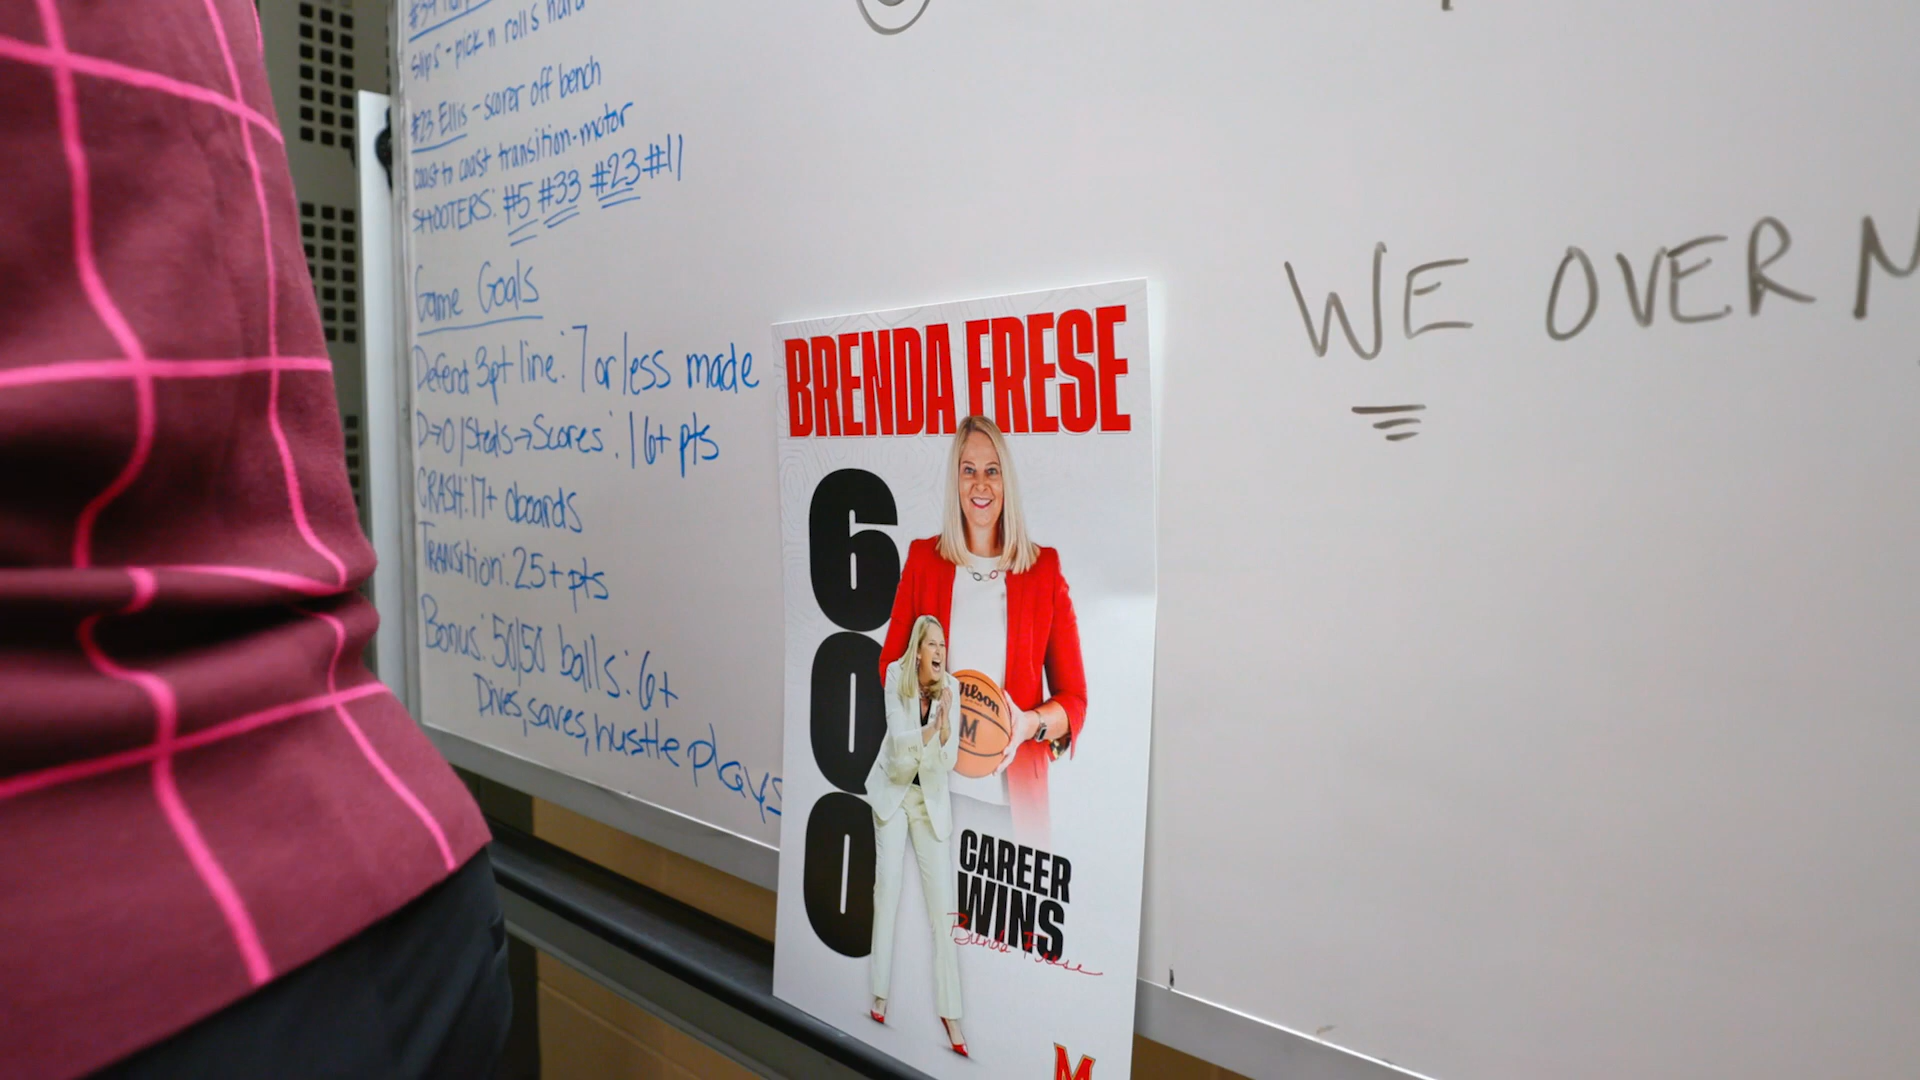 slips - pick n rolls hard
#23 Ellis - scorer off bench
coast to coast transition-motor
SHOOTERS: #5 #33 #23 #11
Game Goals
Defend 3pt line: 7 or less made
D→O/Steals→Scores: 16+ pts
CRASH: 17+ oboards
TRANSition: 25+ pts
Bonus: 50/50 balls: 6+
Dives, saves, hustle plays
BRENDA FRESE
600
Wilson
M
CAREER
WINS
Brenda Frese
M
WE OVER